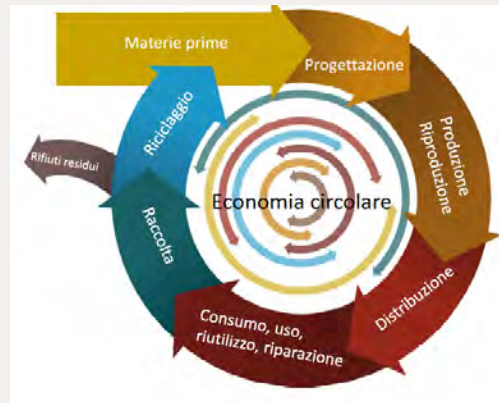 Materie prime
Progettazione
Produzione
Riproduzione
Distribuzione
Consumo, uso,
riutilizzo, riparazione
Raccolta
Riciclaggio
Rifiuti residui
Economia circolare